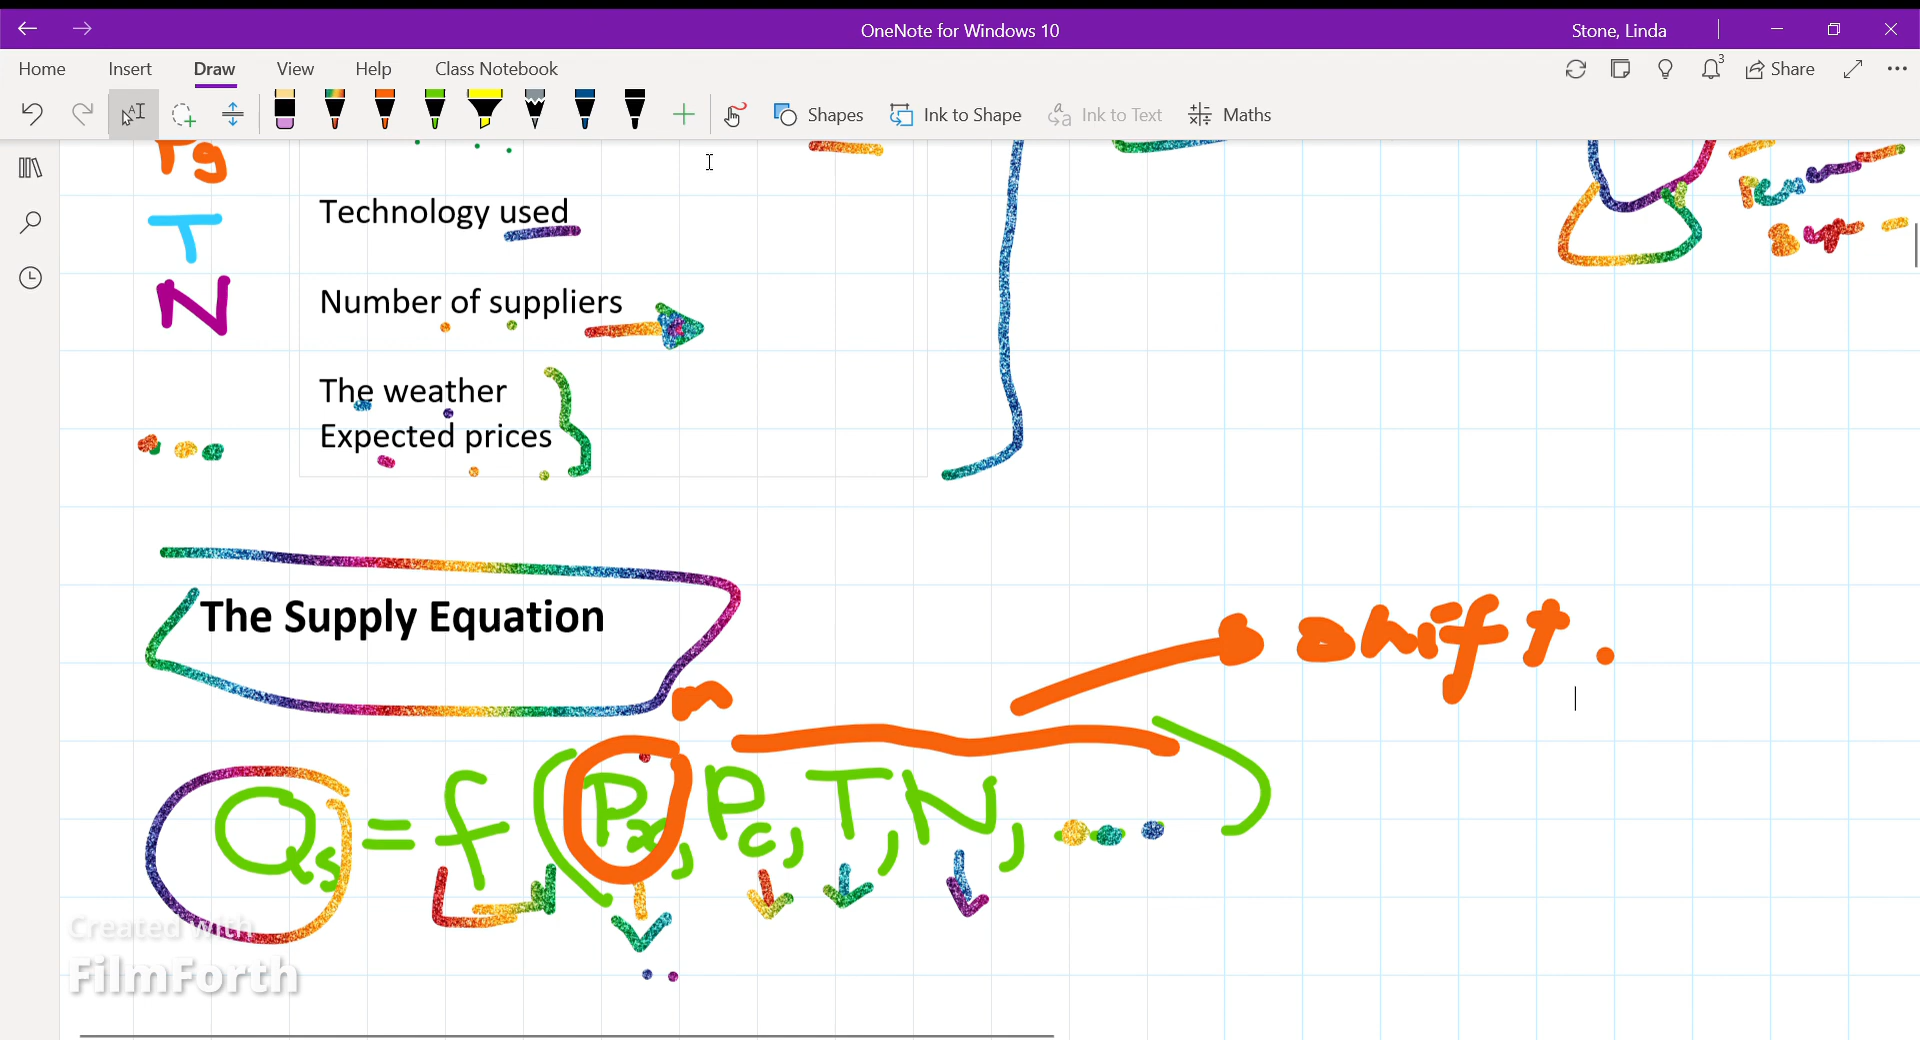 OneNote for Windows 10
Stone, Linda
Home Insert Draw View Help Class Notebook
3
Share
Shapes Ink to Shape Ink to Text Maths
Pg
T Technology used
N Number of suppliers
The weather
... Expected prices
The Supply Equation
shift.
Qs = f (Px, Pc, T, N, ...)
Created with
FilmForth